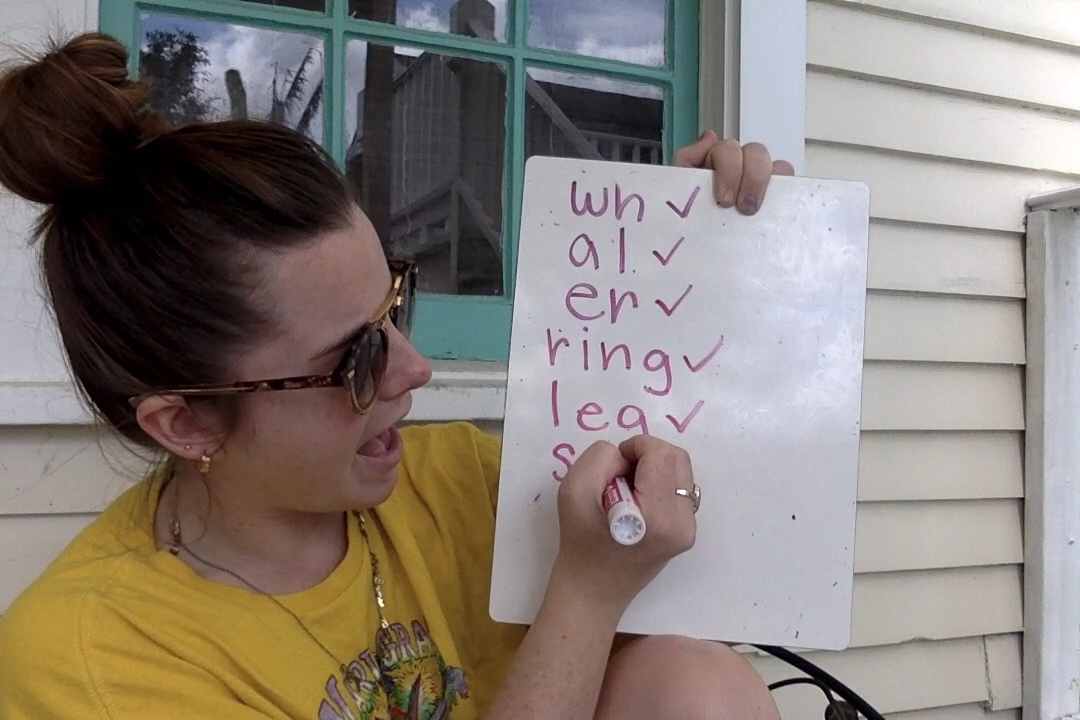 wh ✓
al ✓
er ✓
ring ✓
leg ✓
s